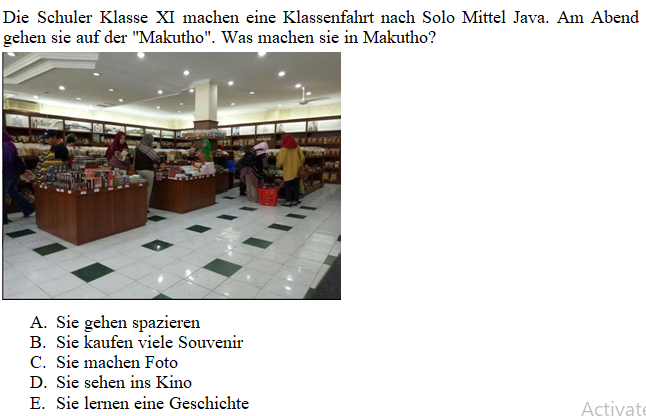 Die Schuler Klasse XI machen eine Klassenfahrt nach Solo Mittel Java. Am Abend
gehen sie auf der "Makutho". Was machen sie in Makutho?
A. Sie gehen spazieren
B. Sie kaufen viele Souvenir
C. Sie machen Foto
D. Sie sehen ins Kino
E. Sie lernen eine Geschichte
Activate